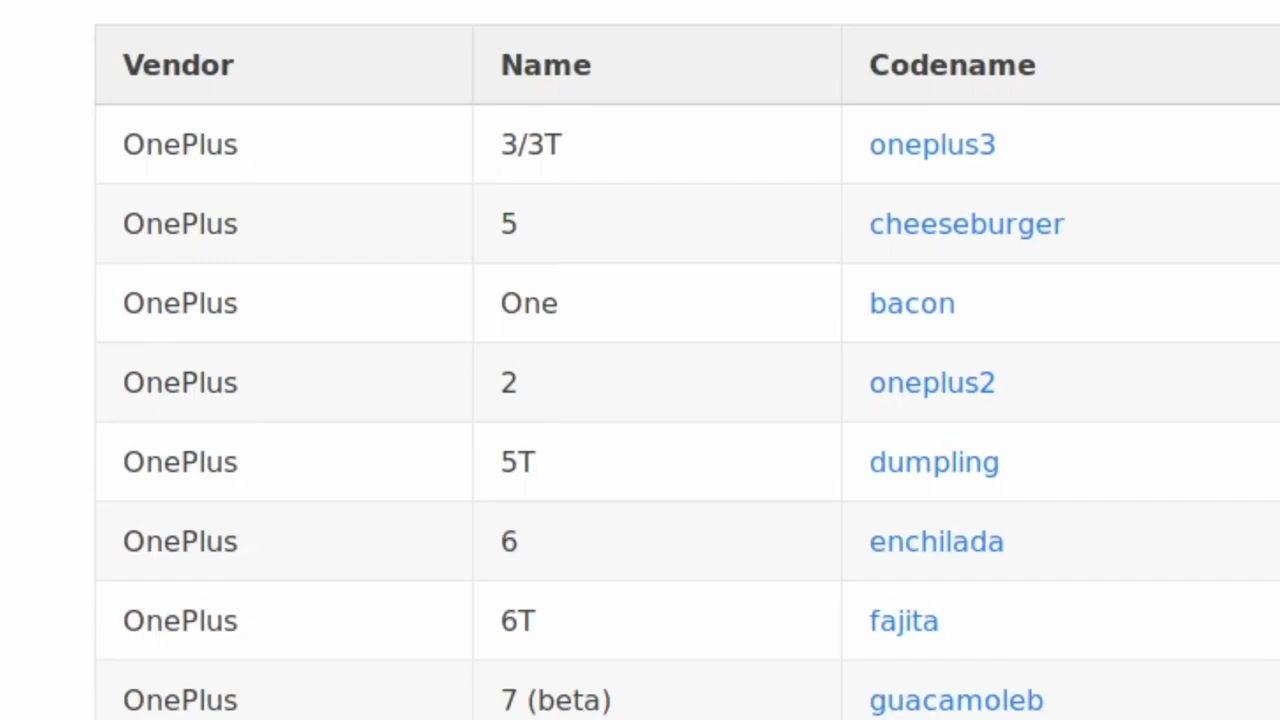 Vendor Name Codename
OnePlus 3/3T oneplus3
OnePlus 5 cheeseburger
OnePlus One bacon
OnePlus 2 oneplus2
OnePlus 5T dumpling
OnePlus 6 enchilada
OnePlus 6T fajita
OnePlus 7 (beta) guacamoleb